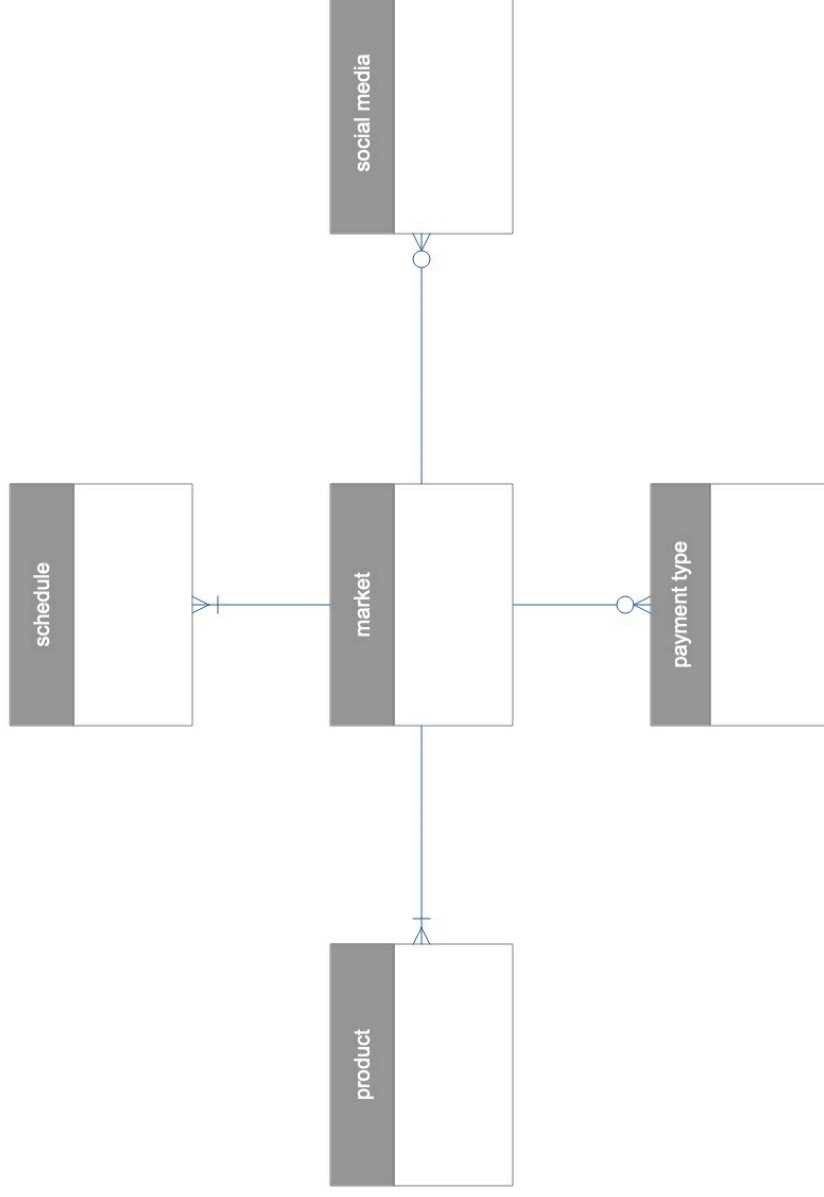 schedule
product
market
social media
payment type